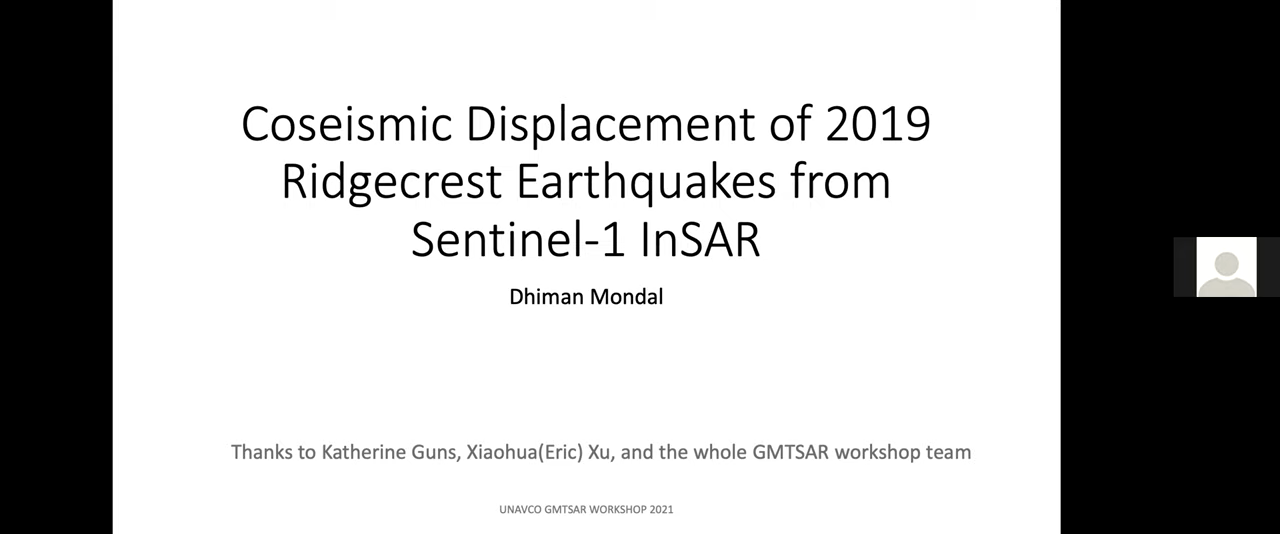 Coseismic Displacement of 2019
Ridgecrest Earthquakes from
Sentinel-1 InSAR
Dhiman Mondal
Thanks to Katherine Guns, Xiaohua(Eric) Xu, and the whole GMTSAR workshop team
UNAVCO GMTSAR WORKSHOP 2021